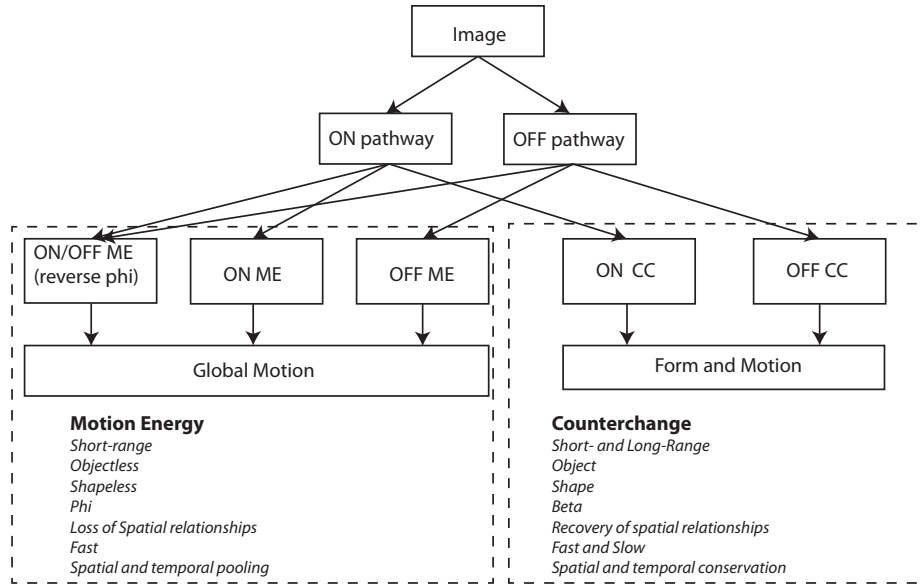 Image
ON pathway
OFF pathway
ON/OFF ME
(reverse phi)
ON ME
OFF ME
ON CC
OFF CC
Global Motion
Form and Motion
Motion Energy
Short-range
Objectless
Shapeless
Phi
Loss of Spatial relationships
Fast
Spatial and temporal pooling
Counterchange
Short- and Long-Range
Object
Shape
Beta
Recovery of spatial relationships
Fast and Slow
Spatial and temporal conservation